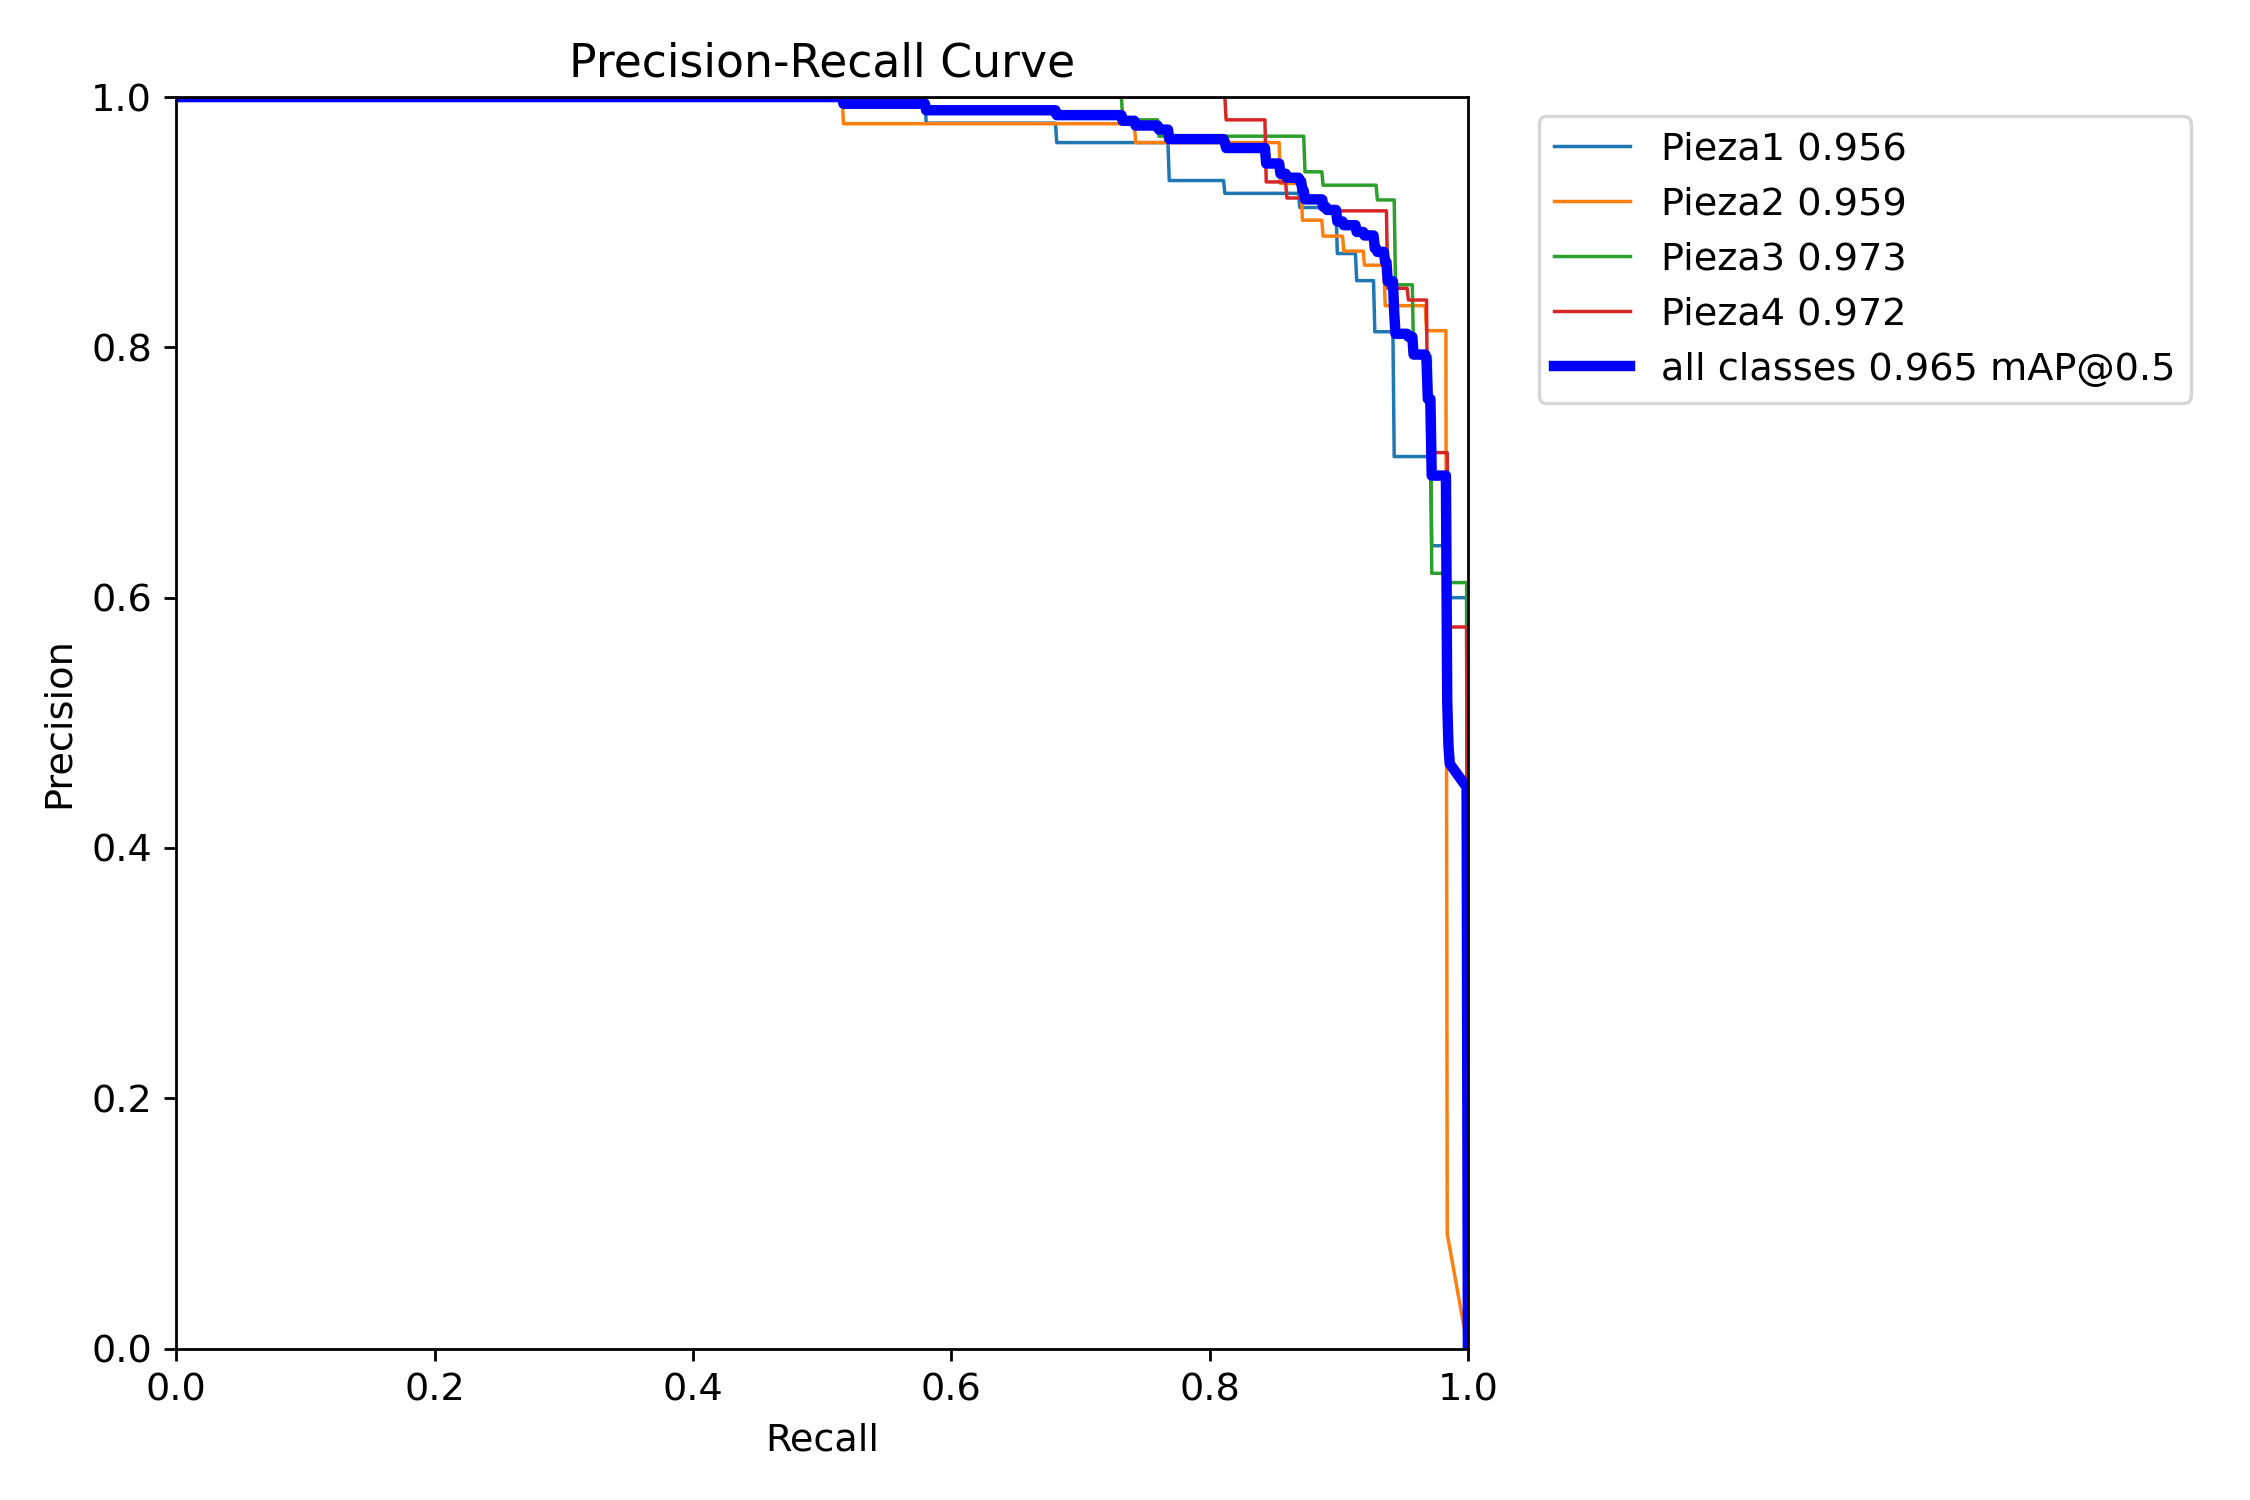 Precision-Recall Curve
1.0
0.8
0.6
0.4
0.2
0.0
Precision
0.0 0.2 0.4 0.6 0.8 1.0
Recall
Pieza1 0.956
Pieza2 0.959
Pieza3 0.973
Pieza4 0.972
all classes 0.965 mAP@0.5